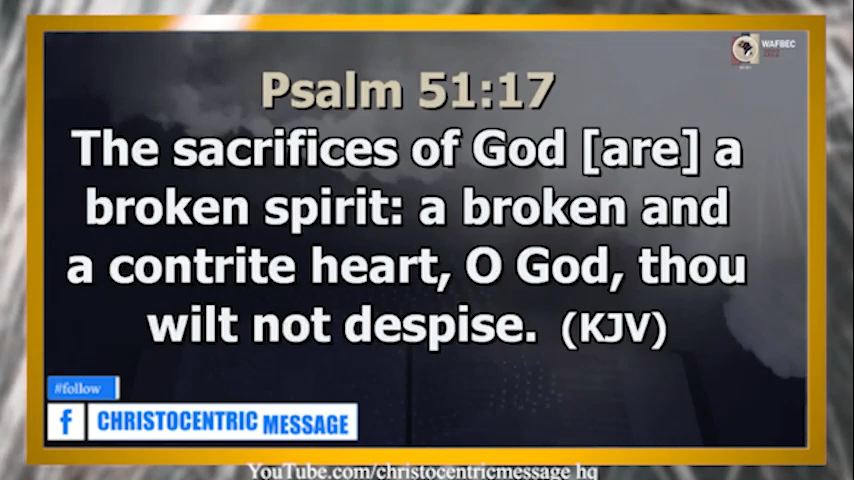 WAFBEC
Psalm 51:17
The sacrifices of God [are] a
broken spirit: a broken and
a contrite heart, O God, thou
wilt not despise. (KJV)
#follow
f CHRISTOCENTRIC MESSAGE
YouTube.com/christocentricmessage hq